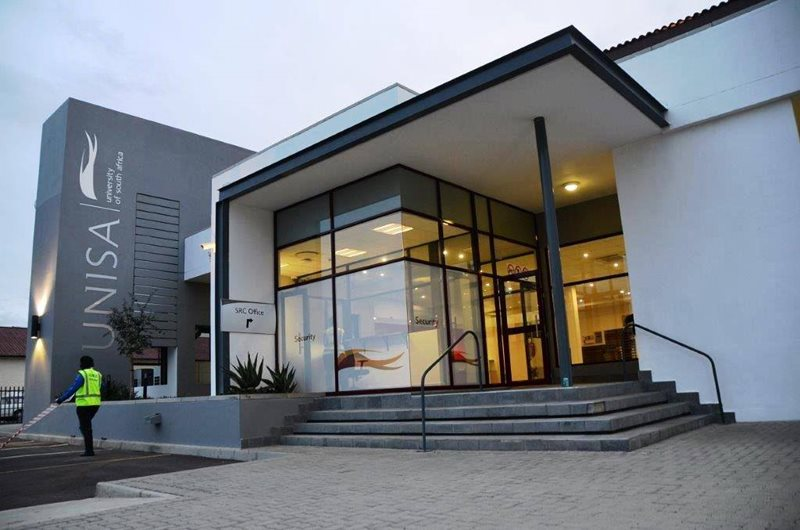 UNISA
university
of south africa
SRC Office
Security
Security